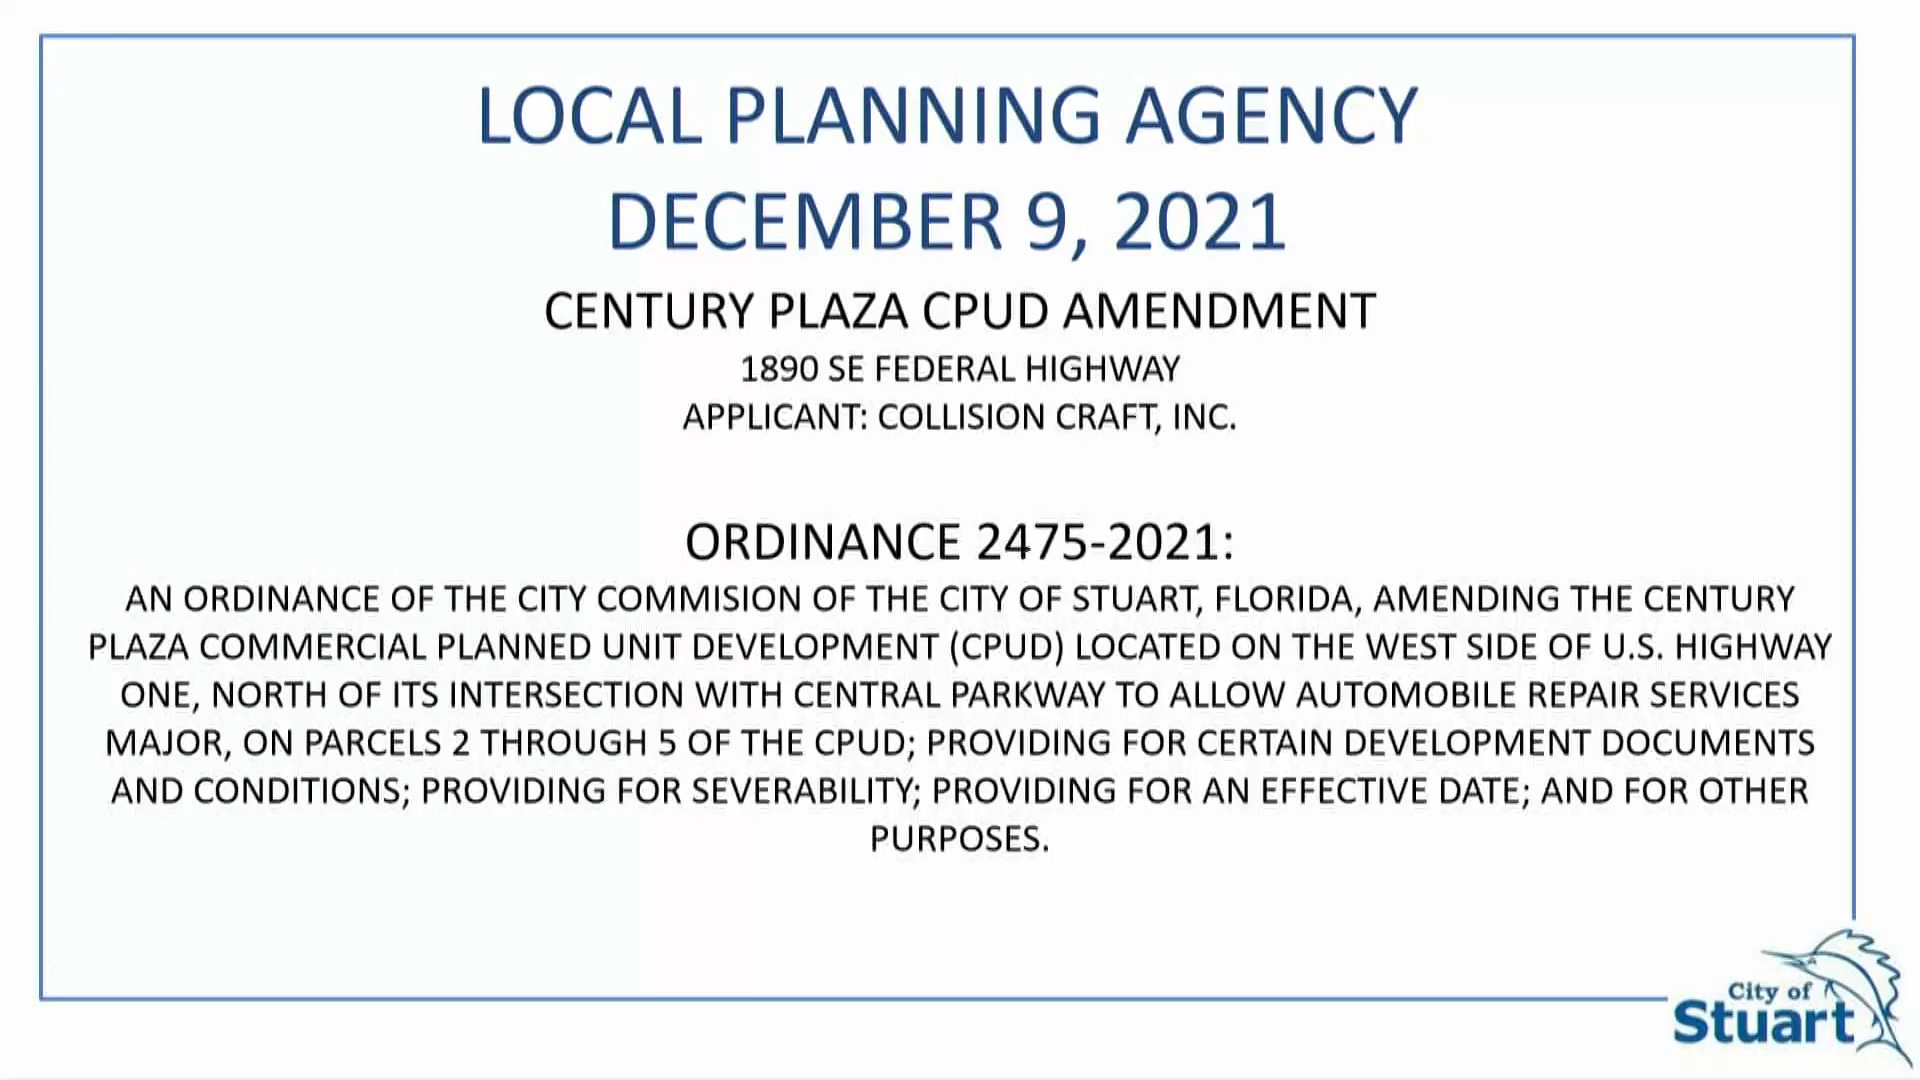 LOCAL PLANNING AGENCY
DECEMBER 9, 2021
CENTURY PLAZA CPUD AMENDMENT
1890 SE FEDERAL HIGHWAY
APPLICANT: COLLISION CRAFT, INC.
ORDINANCE 2475-2021:
AN ORDINANCE OF THE CITY COMMISION OF THE CITY OF STUART, FLORIDA, AMENDING THE CENTURY
PLAZA COMMERCIAL PLANNED UNIT DEVELOPMENT (CPUD) LOCATED ON THE WEST SIDE OF U.S. HIGHWAY
ONE, NORTH OF ITS INTERSECTION WITH CENTRAL PARKWAY TO ALLOW AUTOMOBILE REPAIR SERVICES
MAJOR, ON PARCELS 2 THROUGH 5 OF THE CPUD; PROVIDING FOR CERTAIN DEVELOPMENT DOCUMENTS
AND CONDITIONS; PROVIDING FOR SEVERABILITY; PROVIDING FOR AN EFFECTIVE DATE; AND FOR OTHER
PURPOSES.
City of
Stuart